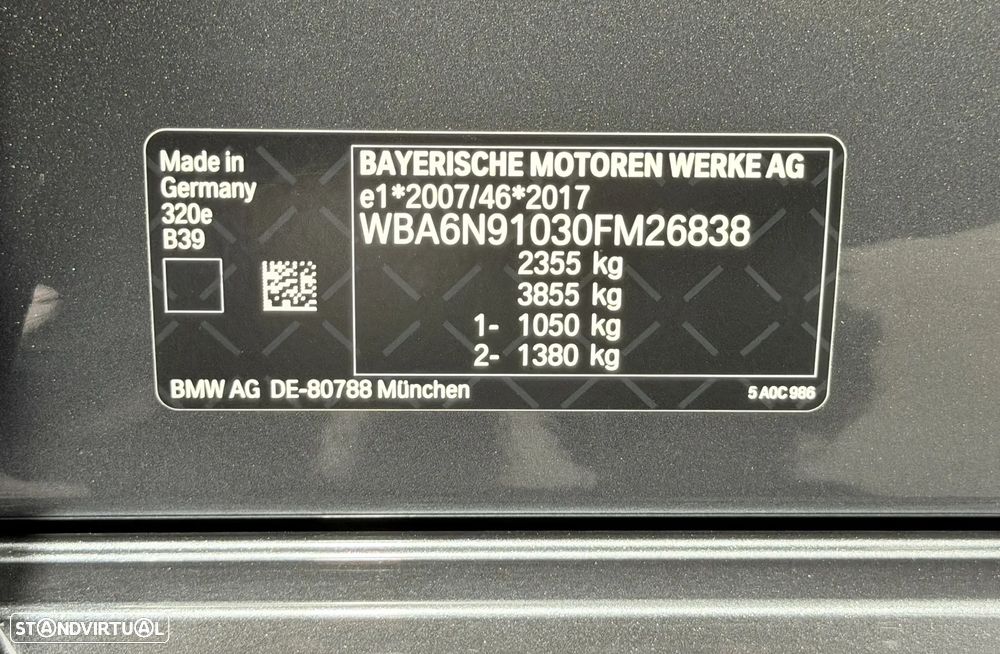 Made in
Germany
320e
B39
BAYERISCHE MOTOREN WERKE AG
e1*2007/46*2017
WBA6N91030FM26838
2355 kg
3855 kg
1- 1050 kg
2- 1380 kg
BMW AG DE-80788 München
5 A0C 986
STANDVIRTUAL